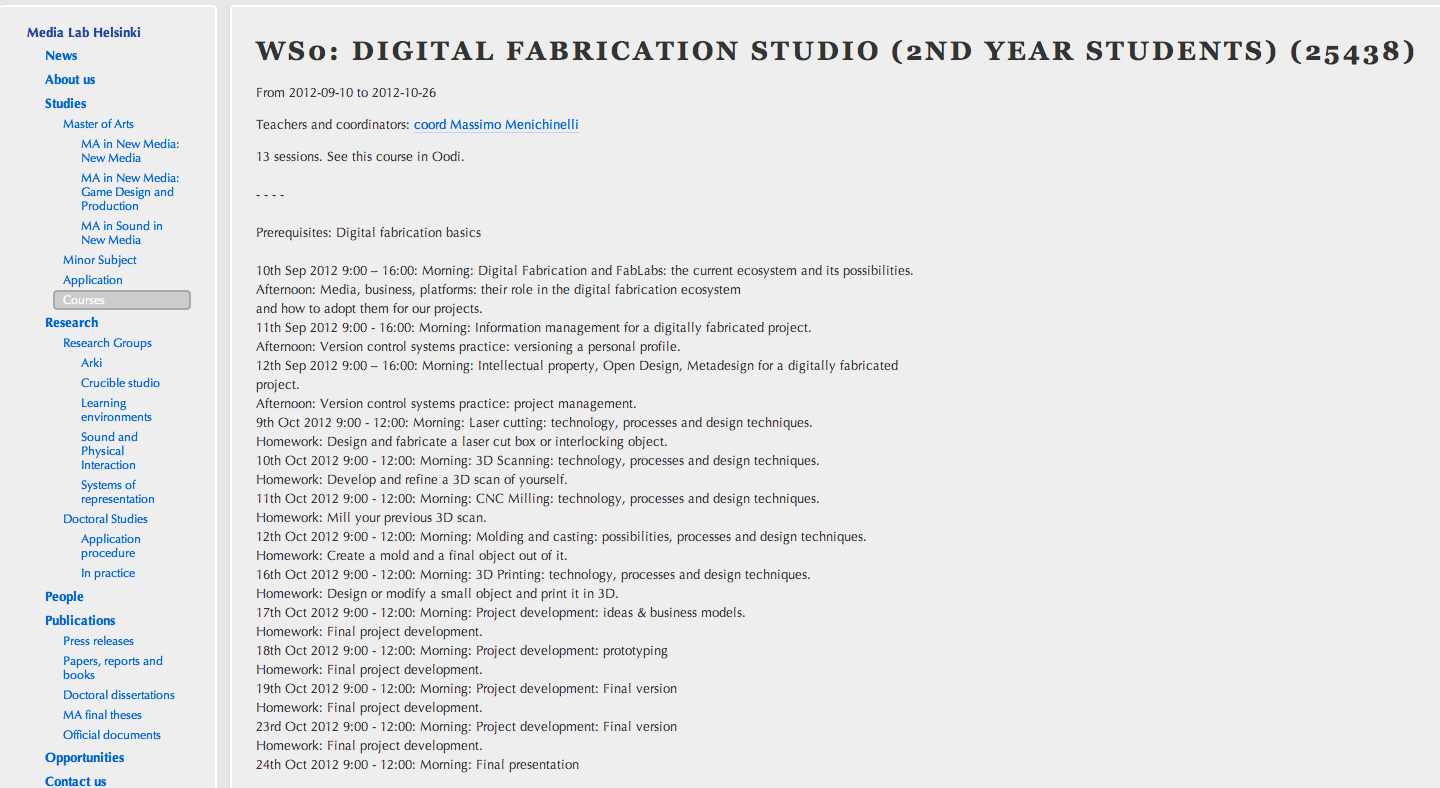 Media Lab Helsinki
News
About us
Studies
Master of Arts
MA in New Media:
New Media
MA in New Media:
Game Design and
Production
MA in Sound in
New Media
Minor Subject
Application
Courses
Research
Research Groups
Arki
Crucible studio
Learning
environments
Sound and
Physical
Interaction
Systems of
representation
Doctoral Studies
Application
procedure
In practice
People
Publications
Press releases
Papers, reports and
books
Doctoral dissertations
MA final theses
Official documents
Opportunities
Contact us
WS0: DIGITAL FABRICATION STUDIO (2ND YEAR STUDENTS) (25438)
From 2012-09-10 to 2012-10-26
Teachers and coordinators: coord Massimo Menichinelli
13 sessions. See this course in Oodi.
- - - -
Prerequisites: Digital fabrication basics
10th Sep 2012 9:00 – 16:00: Morning: Digital Fabrication and FabLabs: the current ecosystem and its possibilities.
Afternoon: Media, business, platforms: their role in the digital fabrication ecosystem
and how to adopt them for our projects.
11th Sep 2012 9:00 - 16:00: Morning: Information management for a digitally fabricated project.
Afternoon: Version control systems practice: versioning a personal profile.
12th Sep 2012 9:00 – 16:00: Morning: Intellectual property, Open Design, Metadesign for a digitally fabricated
project.
Afternoon: Version control systems practice: project management.
9th Oct 2012 9:00 - 12:00: Morning: Laser cutting: technology, processes and design techniques.
Homework: Design and fabricate a laser cut box or interlocking object.
10th Oct 2012 9:00 - 12:00: Morning: 3D Scanning: technology, processes and design techniques.
Homework: Develop and refine a 3D scan of yourself.
11th Oct 2012 9:00 - 12:00: Morning: CNC Milling: technology, processes and design techniques.
Homework: Mill your previous 3D scan.
12th Oct 2012 9:00 - 12:00: Morning: Molding and casting: possibilities, processes and design techniques.
Homework: Create a mold and a final object out of it.
16th Oct 2012 9:00 - 12:00: Morning: 3D Printing: technology, processes and design techniques.
Homework: Design or modify a small object and print it in 3D.
17th Oct 2012 9:00 - 12:00: Morning: Project development: ideas & business models.
Homework: Final project development.
18th Oct 2012 9:00 - 12:00: Morning: Project development: prototyping
Homework: Final project development.
19th Oct 2012 9:00 - 12:00: Morning: Project development: Final version
Homework: Final project development.
23rd Oct 2012 9:00 - 12:00: Morning: Project development: Final version
Homework: Final project development.
24th Oct 2012 9:00 - 12:00: Morning: Final presentation